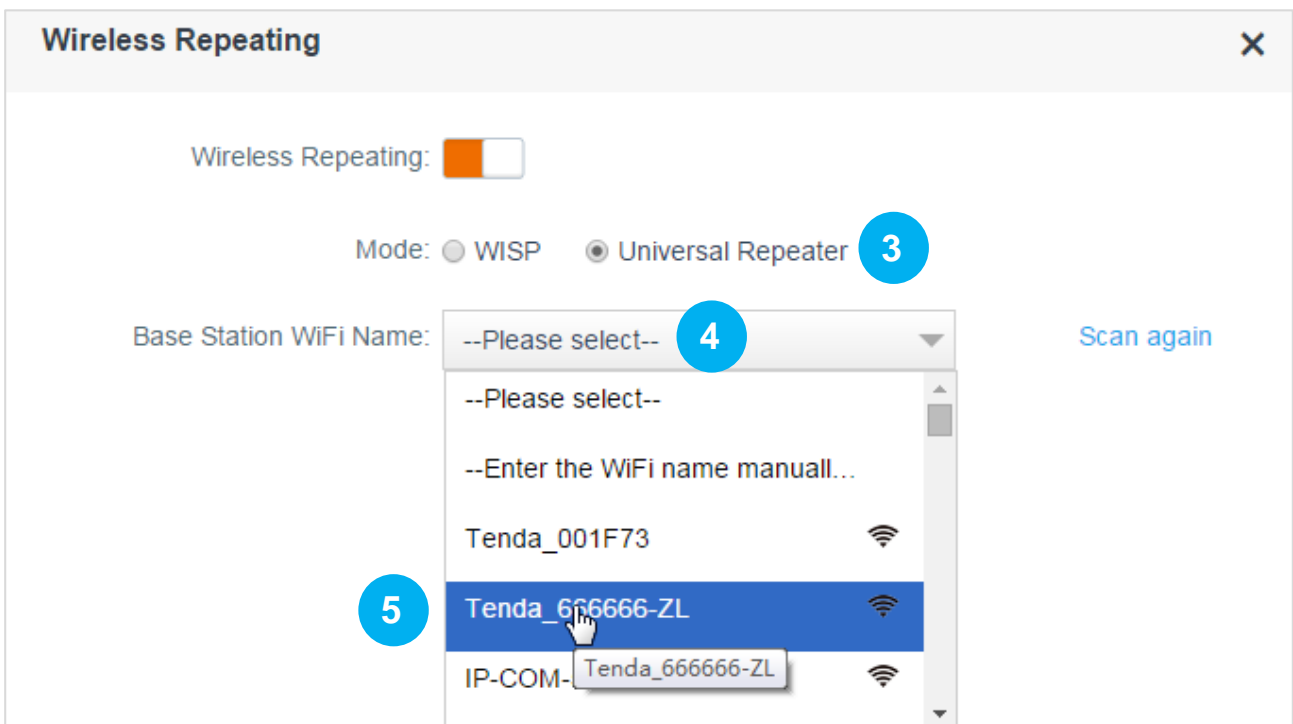 Wireless Repeating
Wireless Repeating:
Mode: WISP Universal Repeater 3
Base Station WiFi Name: --Please select-- 4 Scan again
--Please select--
--Enter the WiFi name manuall...
Tenda_001F73
5 Tenda_666666-ZL
Tenda_666666-ZL
IP-COM-